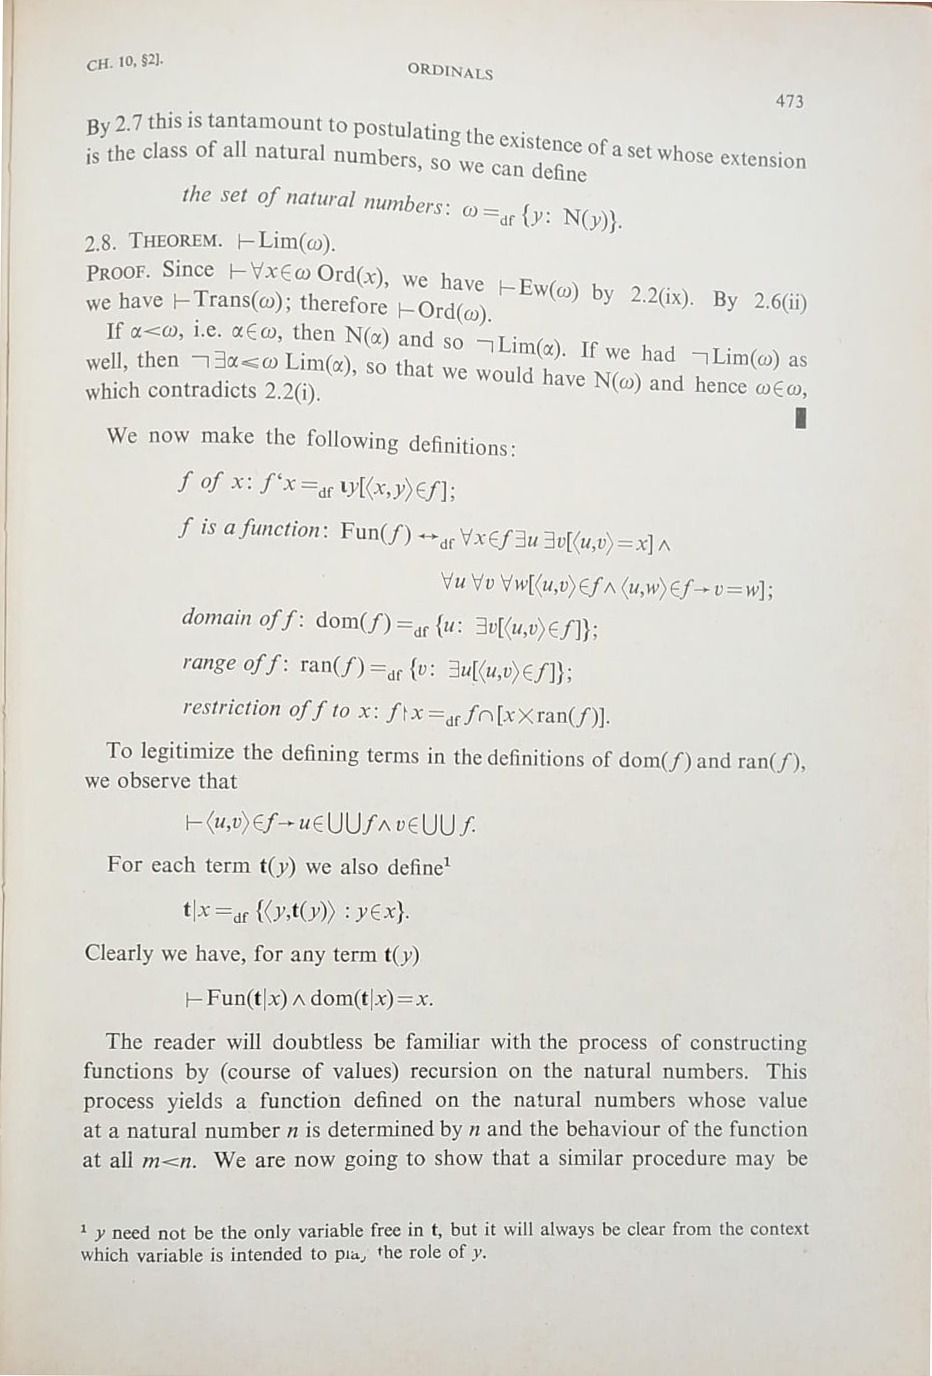 CH. 10, §2].
ORDINALS
473
By 2.7 this is tantamount to postulating the existence of a set whose extension
is the class of all natural numbers, so we can define
the set of natural numbers: ω =df {y: N(y)}.
2.8. THEOREM. ⊢Lim(ω).
PROOF. Since ⊢∀x∈ω Ord(x), we have ⊢Ew(ω) by 2.2(ix). By 2.6(ii)
we have ⊢Trans(ω); therefore ⊢Ord(ω).
If α<ω, i.e. α∈ω, then N(α) and so ¬Lim(α). If we had ¬Lim(ω) as
well, then ¬∃α⩽ω Lim(α), so that we would have N(ω) and hence ω∈ω,
which contradicts 2.2(i). ∎
We now make the following definitions:
f of x: f‘x =df ιy[⟨x,y⟩∈f];
f is a function: Fun(f) ↔df ∀x∈f∃u ∃v[⟨u,v⟩=x] ∧
∀u ∀v ∀w[⟨u,v⟩∈f ∧ ⟨u,w⟩∈f → v=w];
domain of f: dom(f) =df {u: ∃v[⟨u,v⟩∈f]};
range of f: ran(f) =df {v: ∃u[⟨u,v⟩∈f]};
restriction of f to x: f↾x =df f∩[x×ran(f)].
To legitimize the defining terms in the definitions of dom(f) and ran(f),
we observe that
⊢⟨u,v⟩∈f → u∈⋃⋃f ∧ v∈⋃⋃f.
For each term t(y) we also define¹
t|x =df {⟨y,t(y)⟩ : y∈x}.
Clearly we have, for any term t(y)
⊢Fun(t|x) ∧ dom(t|x)=x.
The reader will doubtless be familiar with the process of constructing
functions by (course of values) recursion on the natural numbers. This
process yields a function defined on the natural numbers whose value
at a natural number n is determined by n and the behaviour of the function
at all m<n. We are now going to show that a similar procedure may be
¹ y need not be the only variable free in t, but it will always be clear from the context
which variable is intended to the role of y.